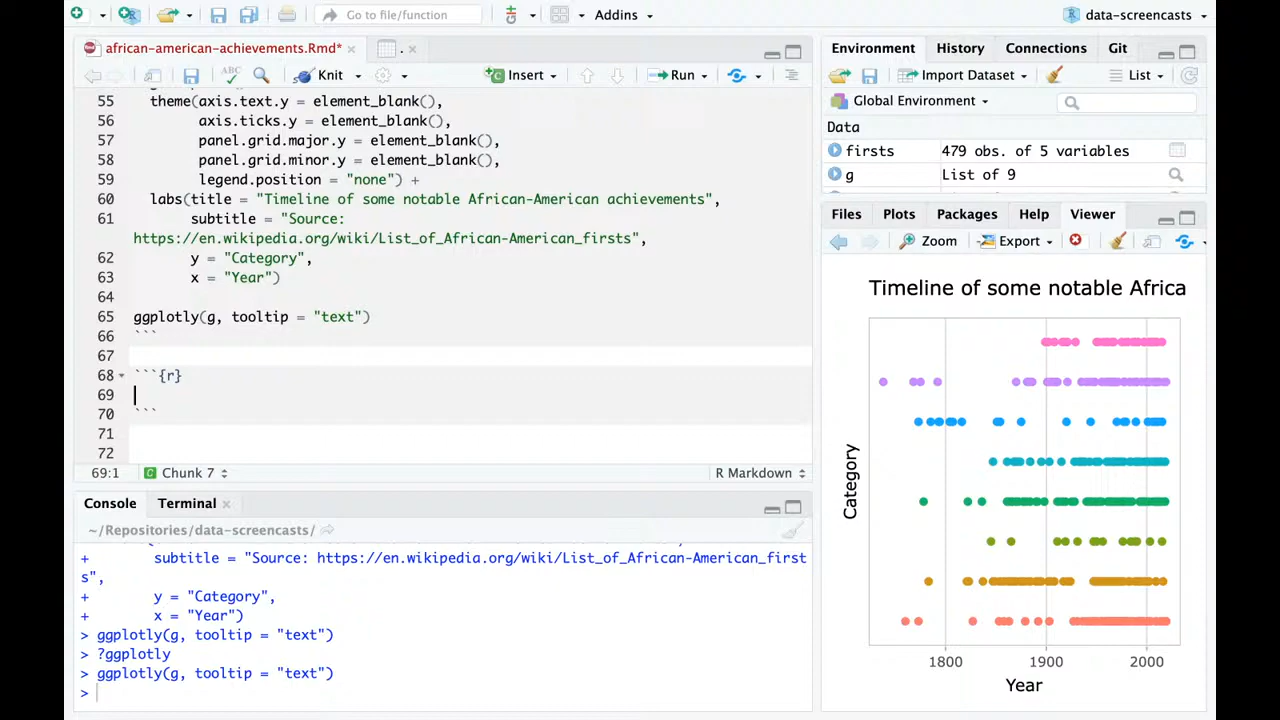 Go to file/function
Addins
data-screencasts
african-american-achievements.Rmd*
.
ABC
Knit
Insert
Run
55 theme(axis.text.y = element_blank(),
56 axis.ticks.y = element_blank(),
57 panel.grid.major.y = element_blank(),
58 panel.grid.minor.y = element_blank(),
59 legend.position = "none") +
60 labs(title = "Timeline of some notable African-American achievements",
61 subtitle = "Source:
https://en.wikipedia.org/wiki/List_of_African-American_firsts",
62 y = "Category",
63 x = "Year")
64
65 ggplotly(g, tooltip = "text")
66 ```
67
68 ```{r}
69
70 ```
71
72
69:1 Chunk 7 R Markdown
Console Terminal
~/Repositories/data-screencasts/
+ subtitle = "Source: https://en.wikipedia.org/wiki/List_of_African-American_first
s",
+ y = "Category",
+ x = "Year")
> ggplotly(g, tooltip = "text")
> ?ggplotly
> ggplotly(g, tooltip = "text")
>
Environment History Connections Git
Import Dataset List
Global Environment
Data
firsts 479 obs. of 5 variables
g List of 9
Files Plots Packages Help Viewer
Zoom Export
Timeline of some notable Africa
Category
1800 1900 2000
Year